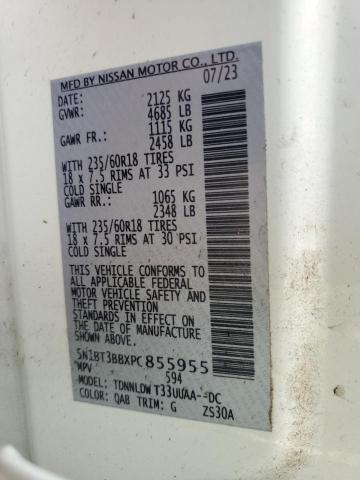 MFD BY NISSAN MOTOR CO., LTD.
DATE: 07/23
GVWR: 2125 KG
4685 LB
GAWR FR.: 1115 KG
2458 LB
WITH 235/60R18 TIRES
18 x 7.5 RIMS AT 33 PSI
COLD SINGLE
GAWR RR.: 1065 KG
2348 LB
WITH 235/60R18 TIRES
18 x 7.5 RIMS AT 30 PSI
COLD SINGLE
THIS VEHICLE CONFORMS TO
ALL APPLICABLE FEDERAL
MOTOR VEHICLE SAFETY AND
THEFT PREVENTION
STANDARDS IN EFFECT ON
THE DATE OF MANUFACTURE
SHOWN ABOVE.
5N1BT3BBXPC855955
MPV 594
MODEL: TDNNLDW T33UUAA--DC
COLOR: QAB TRIM: G ZS30A